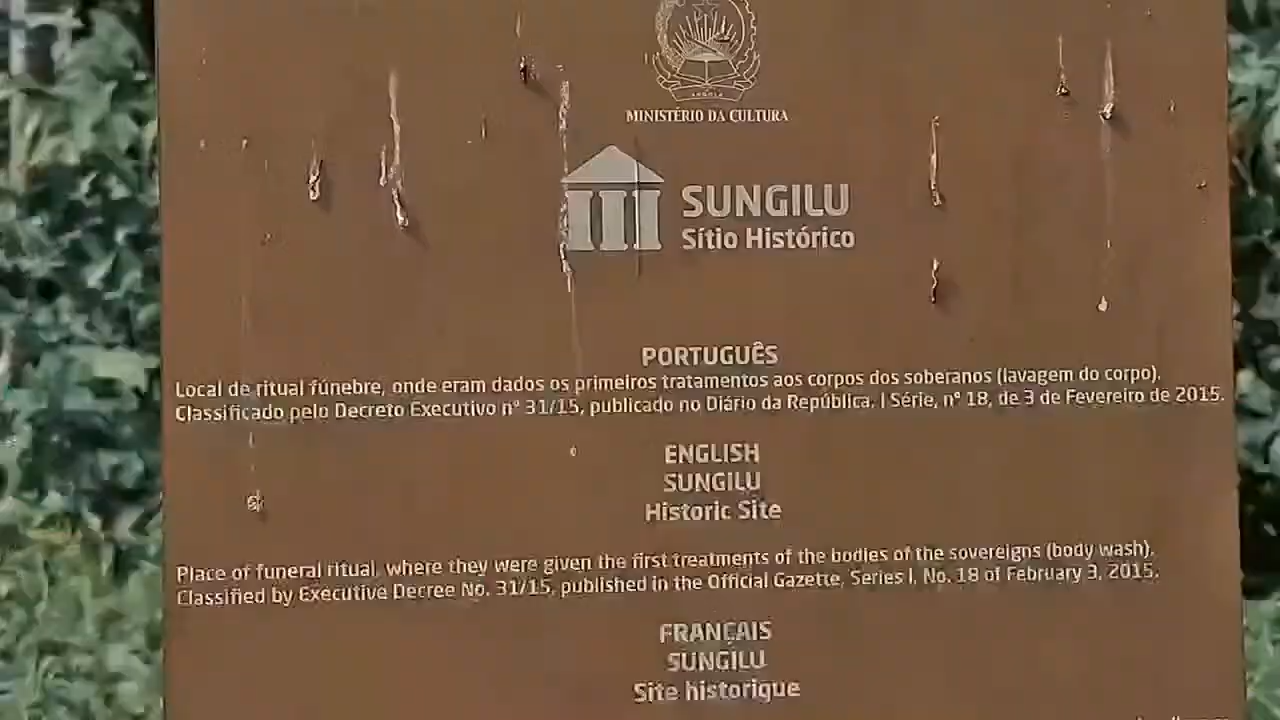 ANGOLA
MINISTÉRIO DA CULTURA
SUNGILU
Sítio Histórico
PORTUGUÊS
Local de ritual fúnebre, onde eram dados os primeiros tratamentos aos corpos dos soberanos (lavagem do corpo).
Classificado pelo Decreto Executivo nº 31/15, publicado no Diário da República, I Série, nº 18, de 3 de Fevereiro de 2015.
ENGLISH
SUNGILU
Historic Site
Place of funeral ritual, where they were given the first treatments of the bodies of the sovereigns (body wash).
Classified by Executive Decree No. 31/15, published in the Official Gazette, Series I, No. 18 of February 3, 2015.
FRANÇAIS
SUNGILU
Site historique